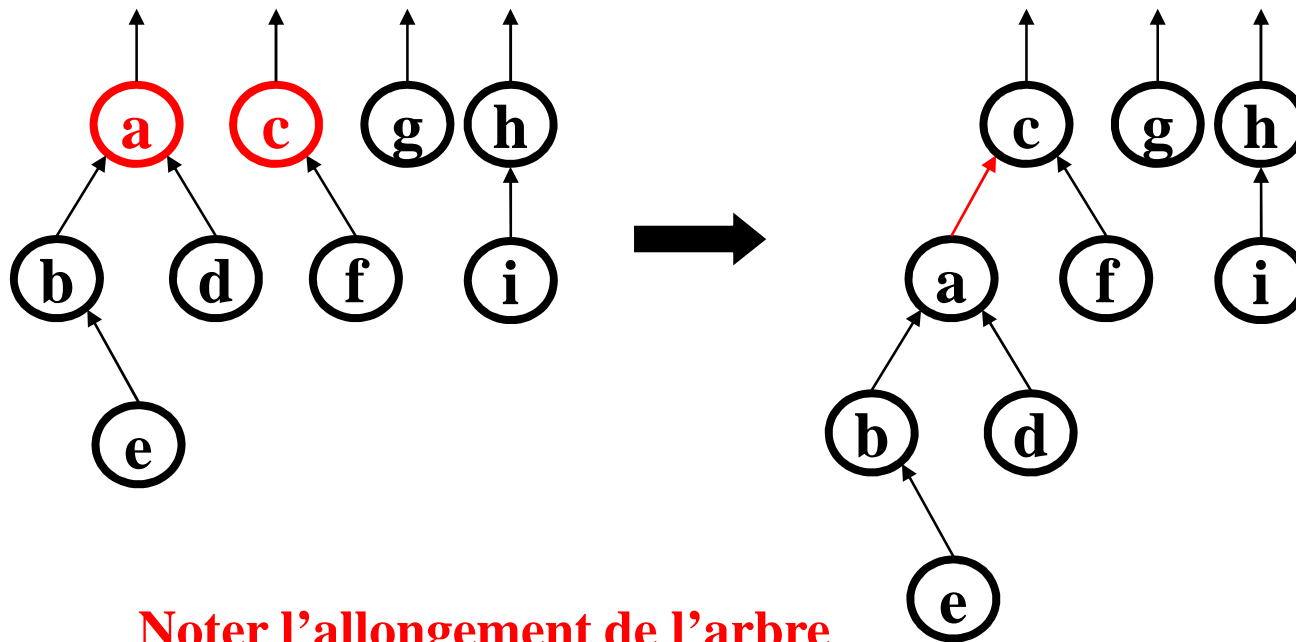 a c g h c g h
b d f i a f i
e b d
e
Noter l'allongement de l'arbre